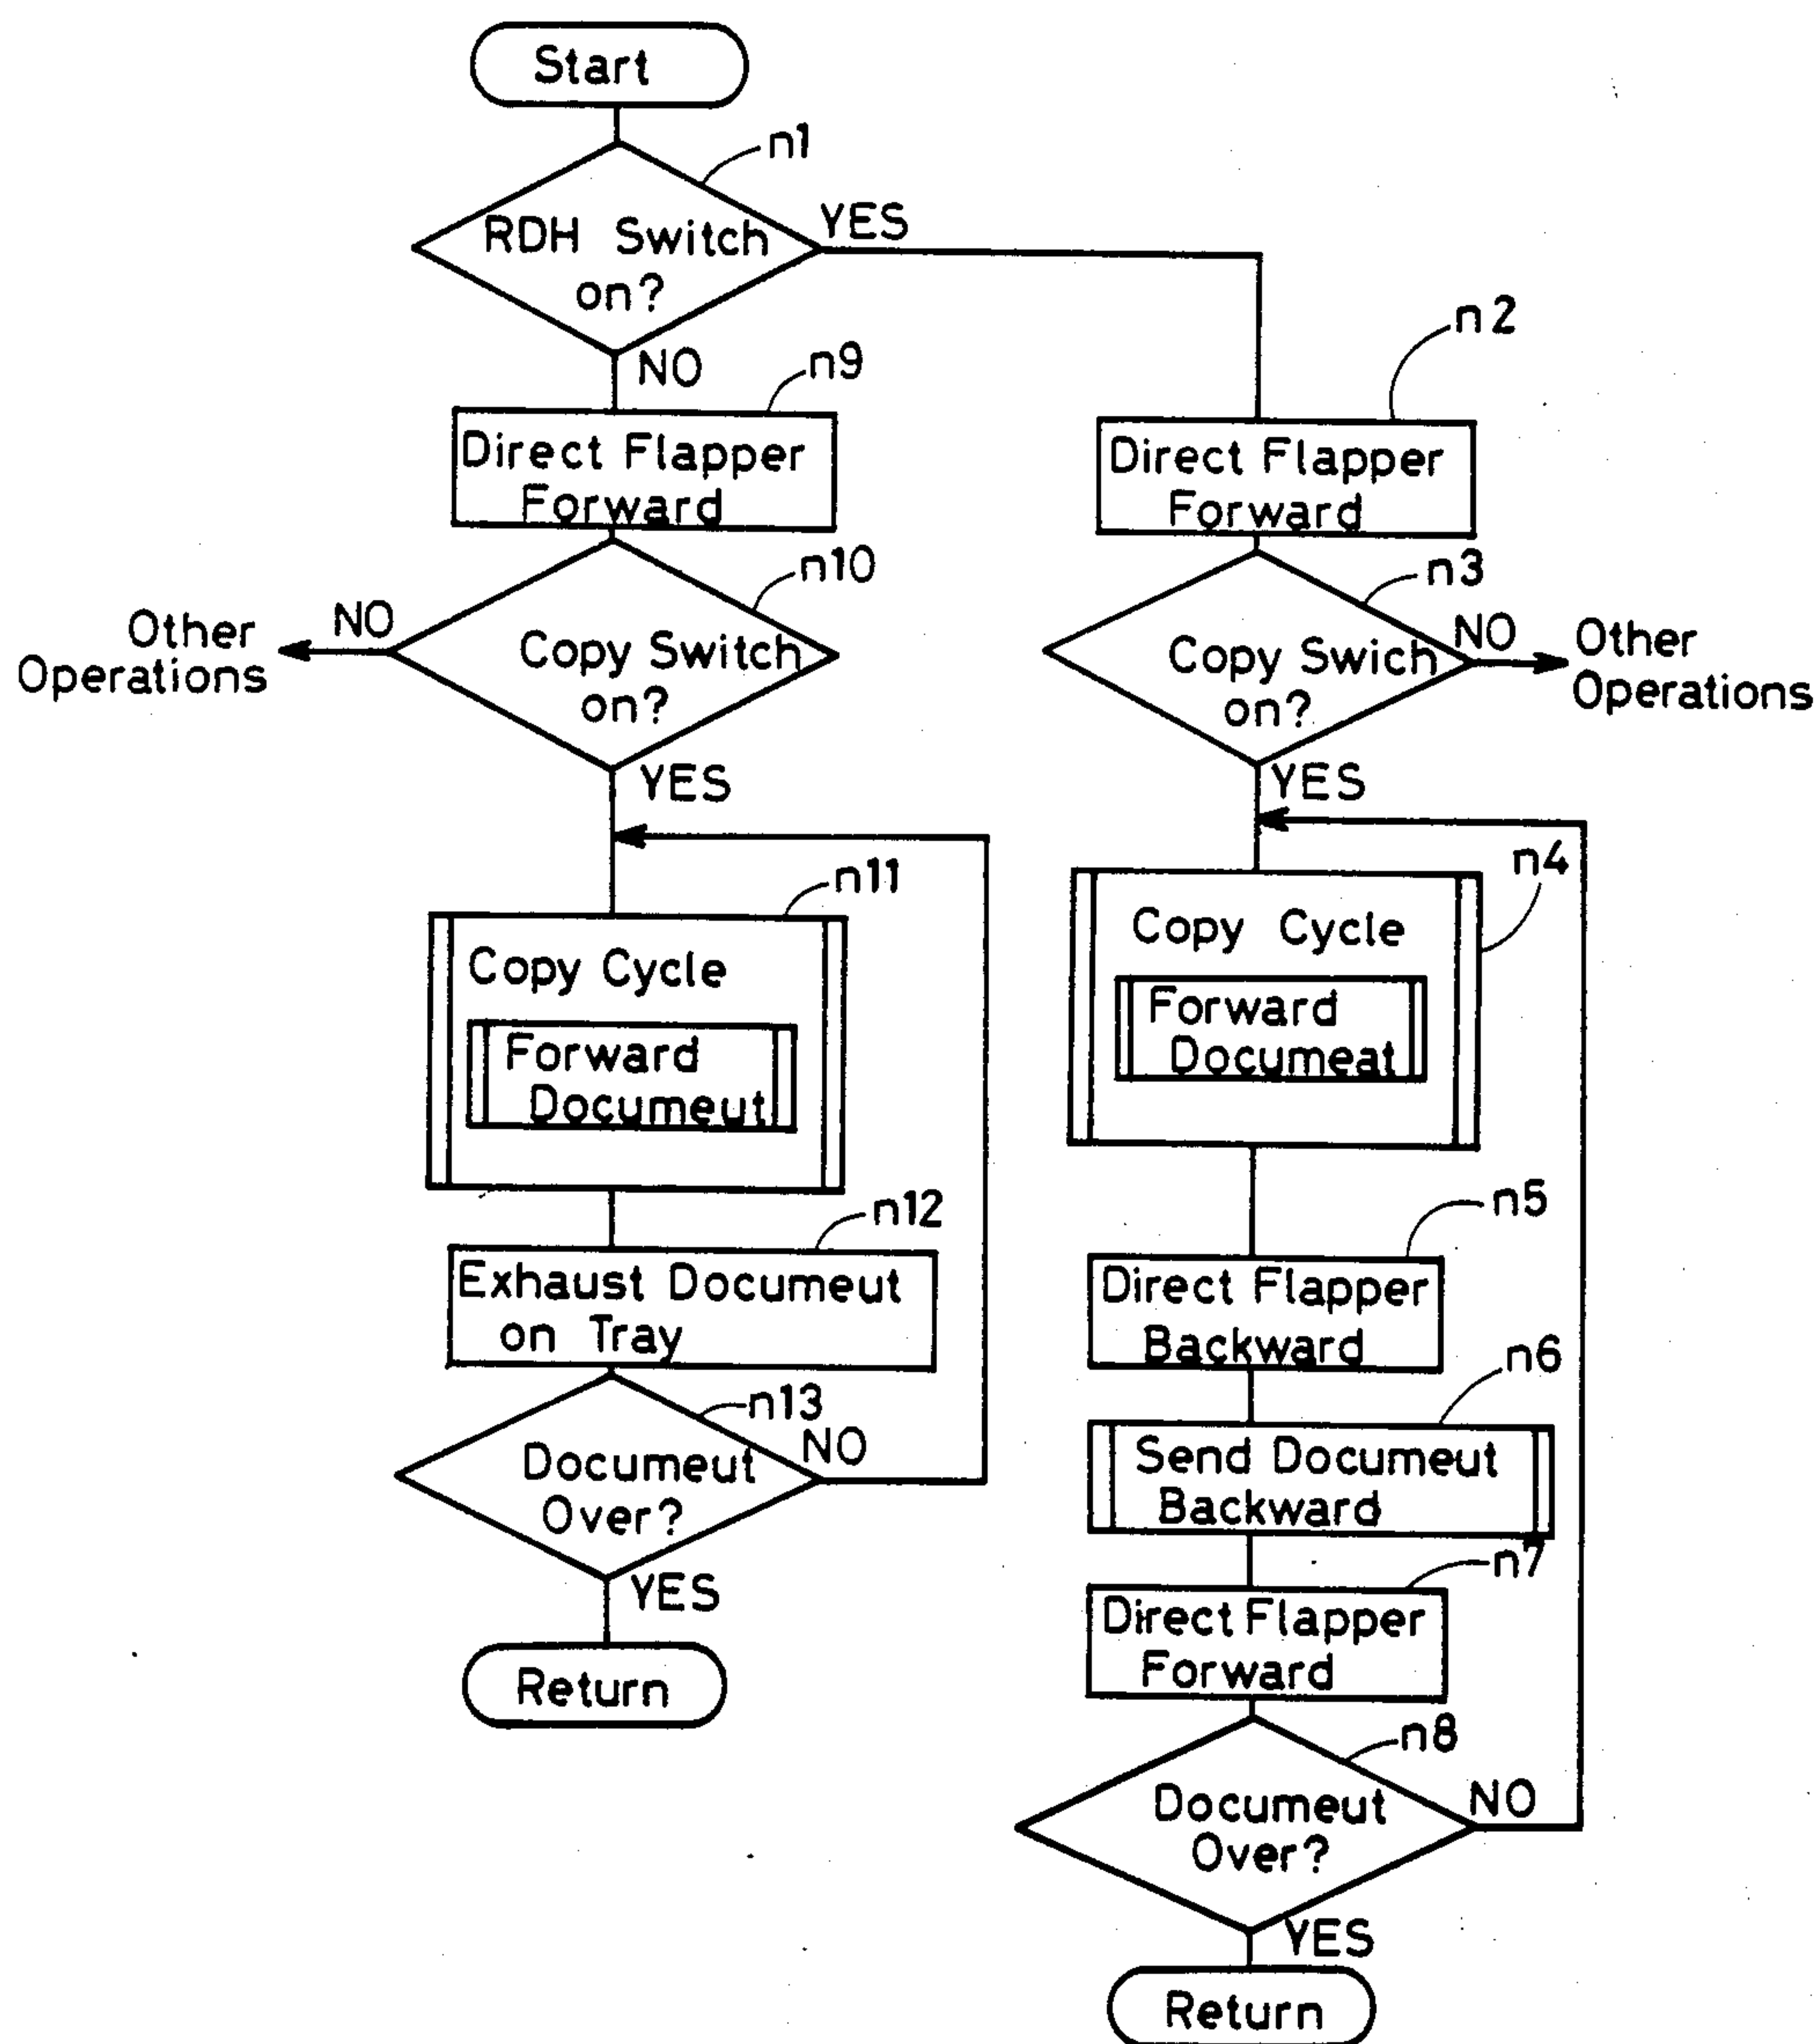 Start
n1
RDH Switch
on?
YES
NO
n9
Direct Flapper
Forward
n10
Copy Switch
on?
NO
Other
Operations
YES
n11
Copy Cycle
Forward
Documeut
n12
Exhaust Documeut
on Tray
n13
Documeut
Over?
NO
YES
Return
n2
Direct Flapper
Forward
n3
Copy Swich
on?
NO
Other
Operations
YES
n4
Copy Cycle
Forward
Documeat
n5
Direct Flapper
Backward
n6
Send Documeut
Backward
n7
Direct Flapper
Forward
n8
Documeut
Over?
NO
YES
Return